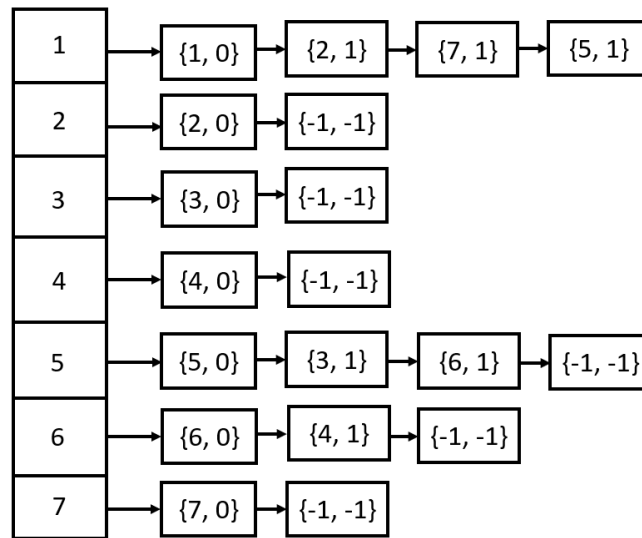 1 {1, 0} {2, 1} {7, 1} {5, 1}
2 {2, 0} {-1, -1}
3 {3, 0} {-1, -1}
4 {4, 0} {-1, -1}
5 {5, 0} {3, 1} {6, 1} {-1, -1}
6 {6, 0} {4, 1} {-1, -1}
7 {7, 0} {-1, -1}